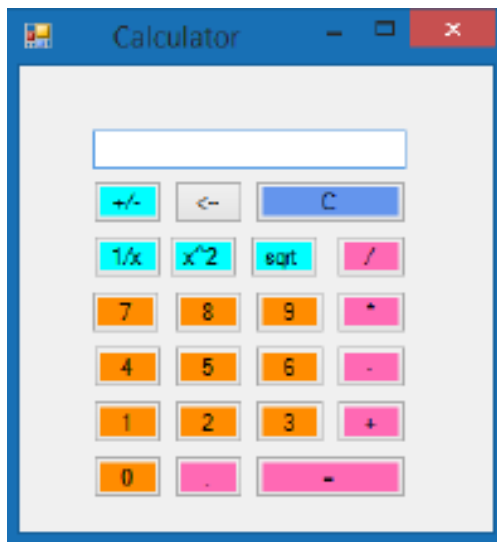 Calculator
+/- <-- C
1/x x^2 sqrt /
7 8 9 *
4 5 6 -
1 2 3 +
0 . =